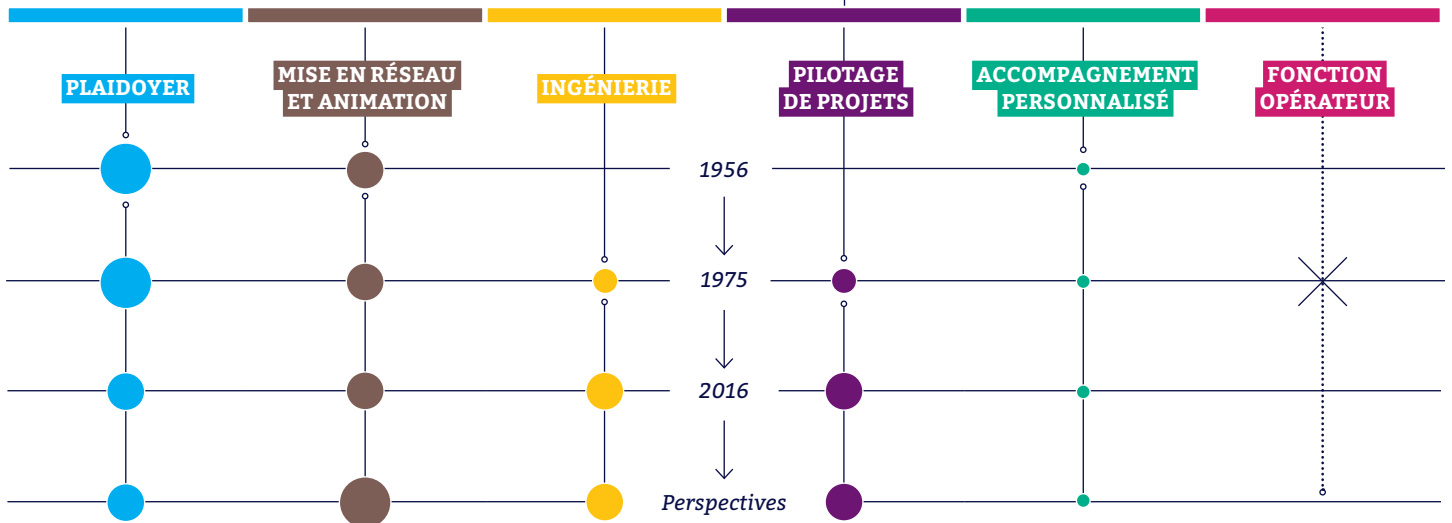 PLAIDOYER
MISE EN RÉSEAU
ET ANIMATION
INGÉNIERIE
PILOTAGE
DE PROJETS
ACCOMPAGNEMENT
PERSONNALISÉ
FONCTION
OPÉRATEUR
1956
1975
2016
Perspectives